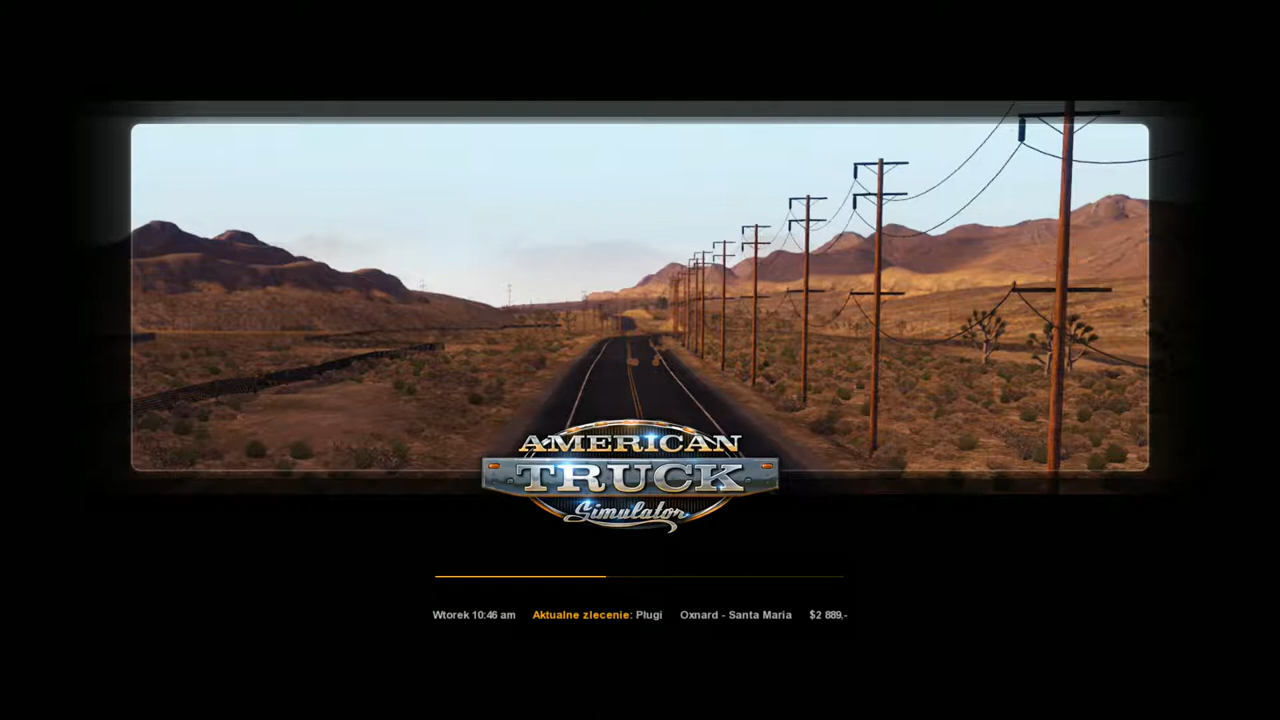 AMERICAN
TRUCK
Simulator
Wtorek 10:46 am Aktualne zlecenie: Pługi Oxnard - Santa Maria $2 889,-